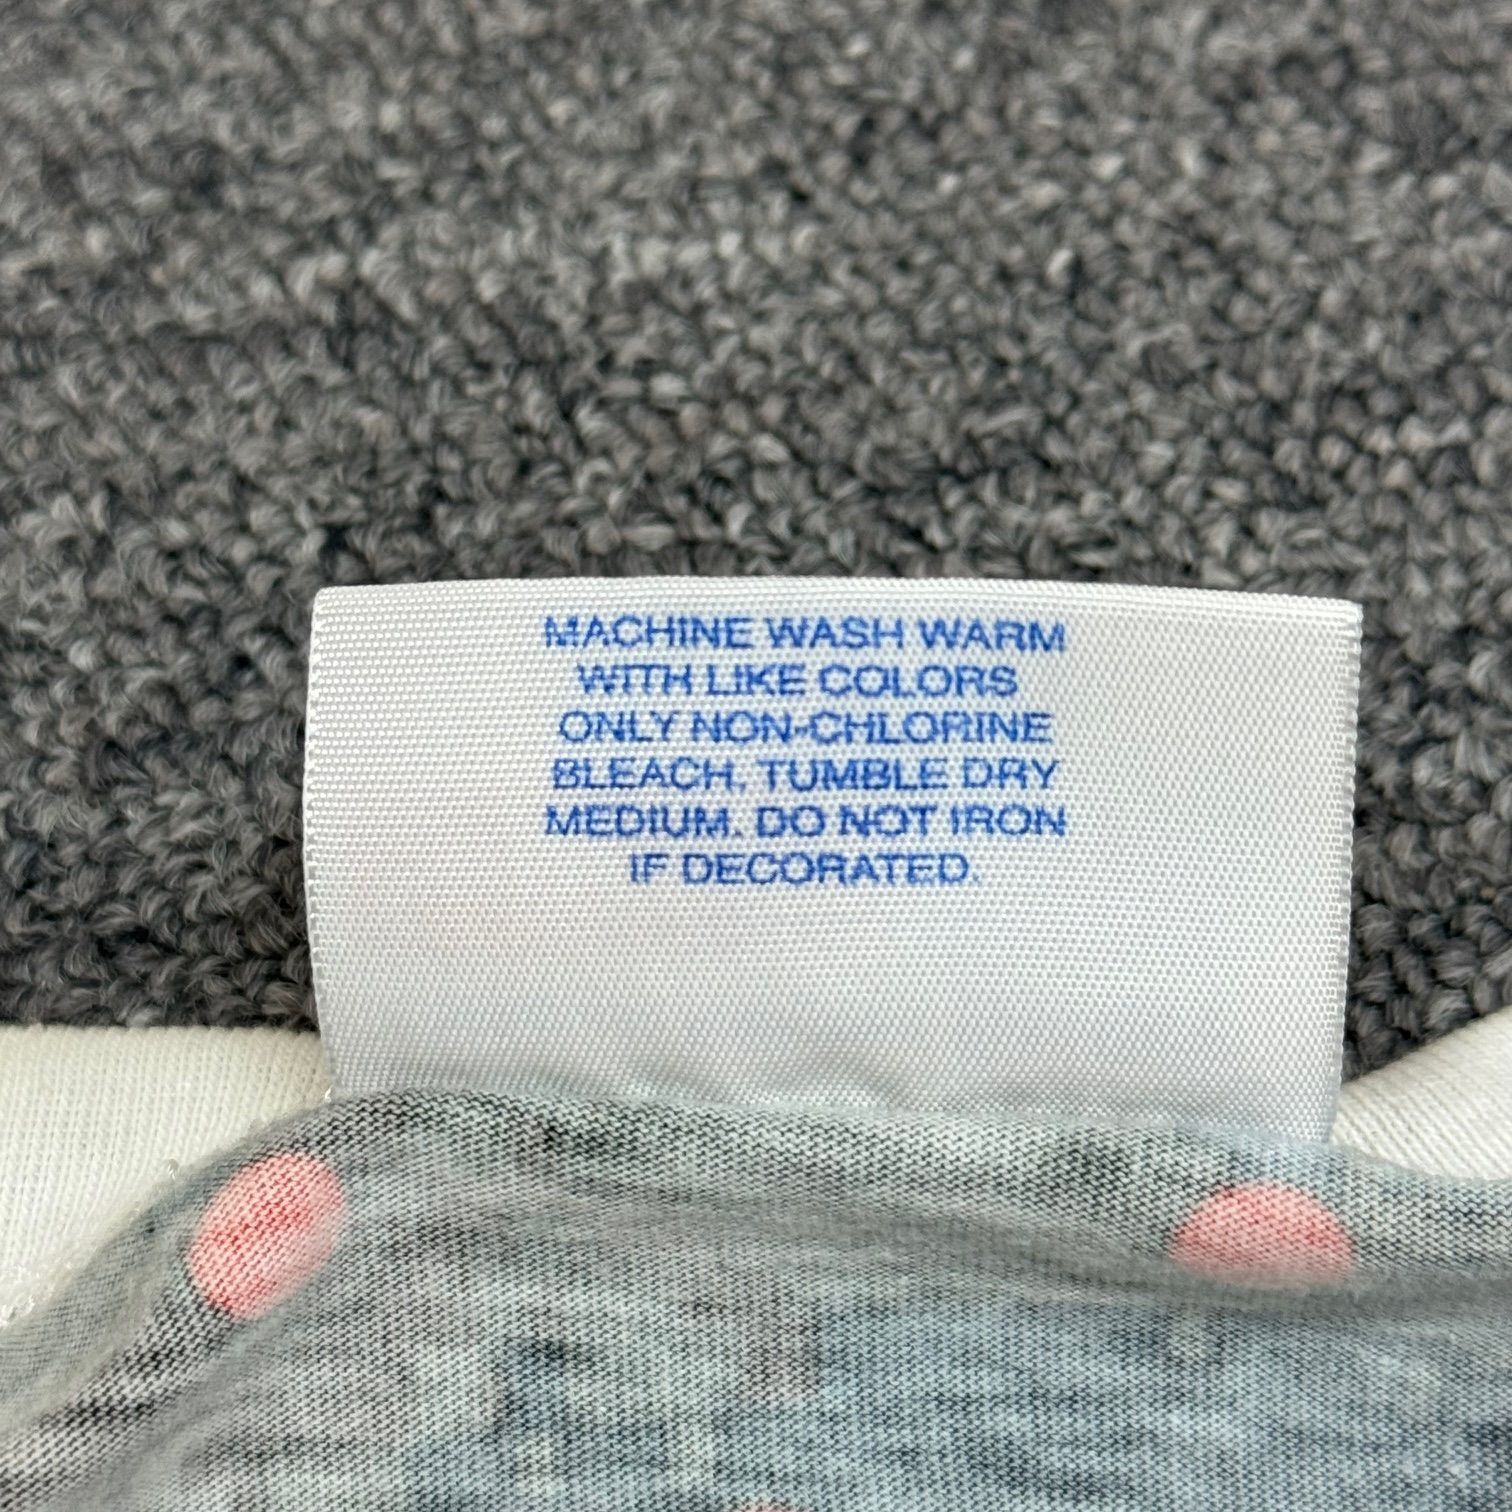 MACHINE WASH WARM
WITH LIKE COLORS
ONLY NON-CHLORINE
BLEACH, TUMBLE DRY
MEDIUM. DO NOT IRON
IF DECORATED.